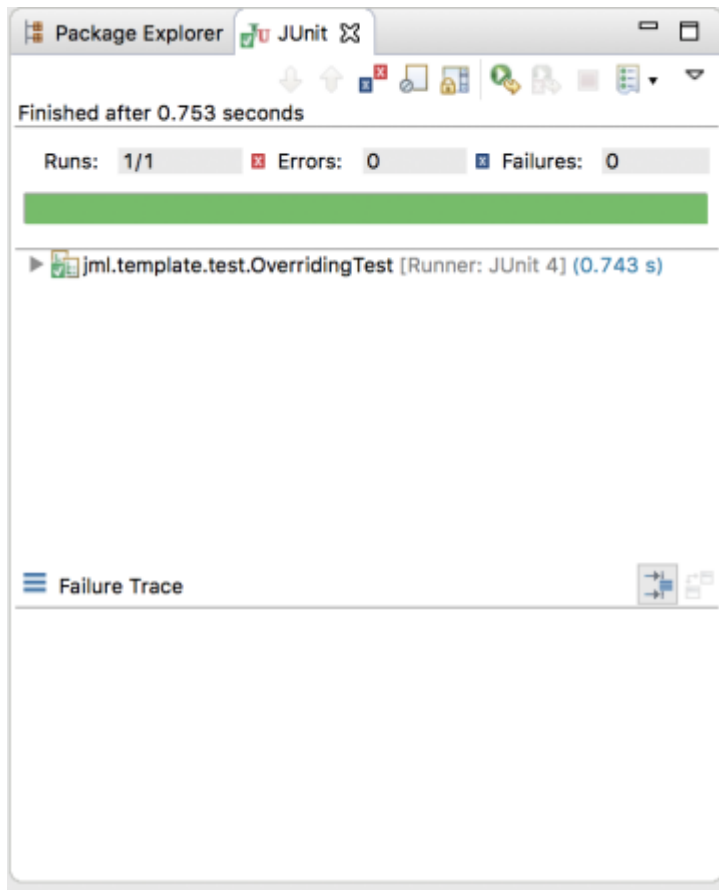 Package Explorer JUnit
Finished after 0.753 seconds
Runs: 1/1 Errors: 0 Failures: 0
jml.template.test.OverridingTest [Runner: JUnit 4] (0.743 s)
Failure Trace